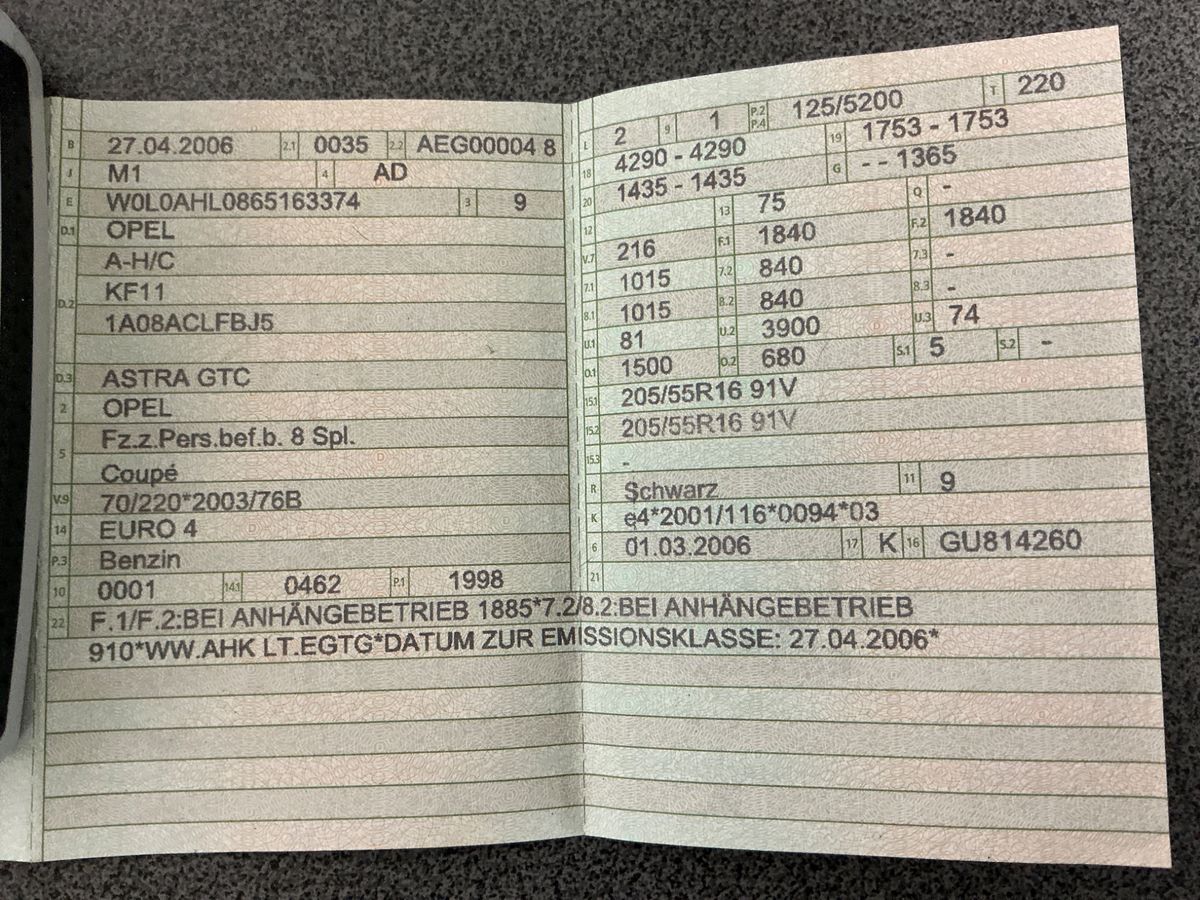 B 27.04.2006 2.1 0035 2.2 AEG00004 8
J M1 4 AD
E W0L0AHL0865163374 3 9
D.1 OPEL
D.2 A-H/C
KF11
1A08ACLFBJ5
D.3 ASTRA GTC
2 OPEL
5 Fz.z.Pers.bef.b. 8 Spl.
Coupé
V.9 70/220*2003/76B
14 EURO 4
P.3 Benzin
10 0001 14.1 0462 P.1 1998
L 2 9 1 P.2 P.4 125/5200 T 220
18 4290 - 4290 19 1753 - 1753
20 1435 - 1435 G - - 1365
12 13 75 Q -
V.7 216 F.1 1840 F.2 1840
7.1 1015 7.2 840 7.3 -
8.1 1015 8.2 840 8.3 -
U.1 81 U.2 3900 U.3 74
O.1 1500 O.2 680 S.1 5 S.2 -
15.1 205/55R16 91V
15.2 205/55R16 91V
15.3 -
R Schwarz 11 9
K e4*2001/116*0094*03
6 01.03.2006 17 K 16 GU814260
21
22 F.1/F.2:BEI ANHÄNGEBETRIEB 1885*7.2/8.2:BEI ANHÄNGEBETRIEB
910*WW.AHK LT.EGTG*DATUM ZUR EMISSIONSKLASSE: 27.04.2006*